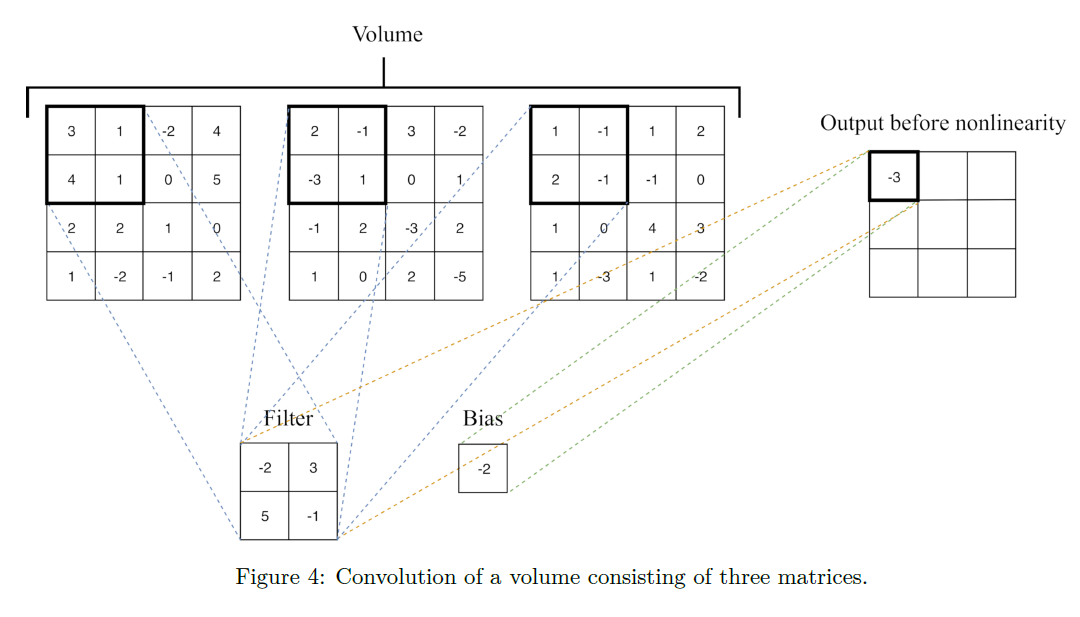 Volume
Output before nonlinearity
3 1 -2 4 2 -1 3 -2 1 -1 1 2
4 1 0 5 -3 1 0 1 2 -1 -1 0 -3
2 2 1 0 -1 2 -3 2 1 0 4 3
1 -2 -1 2 1 0 2 -5 1 -3 1 -2
Filter Bias
-2 3 -2
5 -1
Figure 4: Convolution of a volume consisting of three matrices.